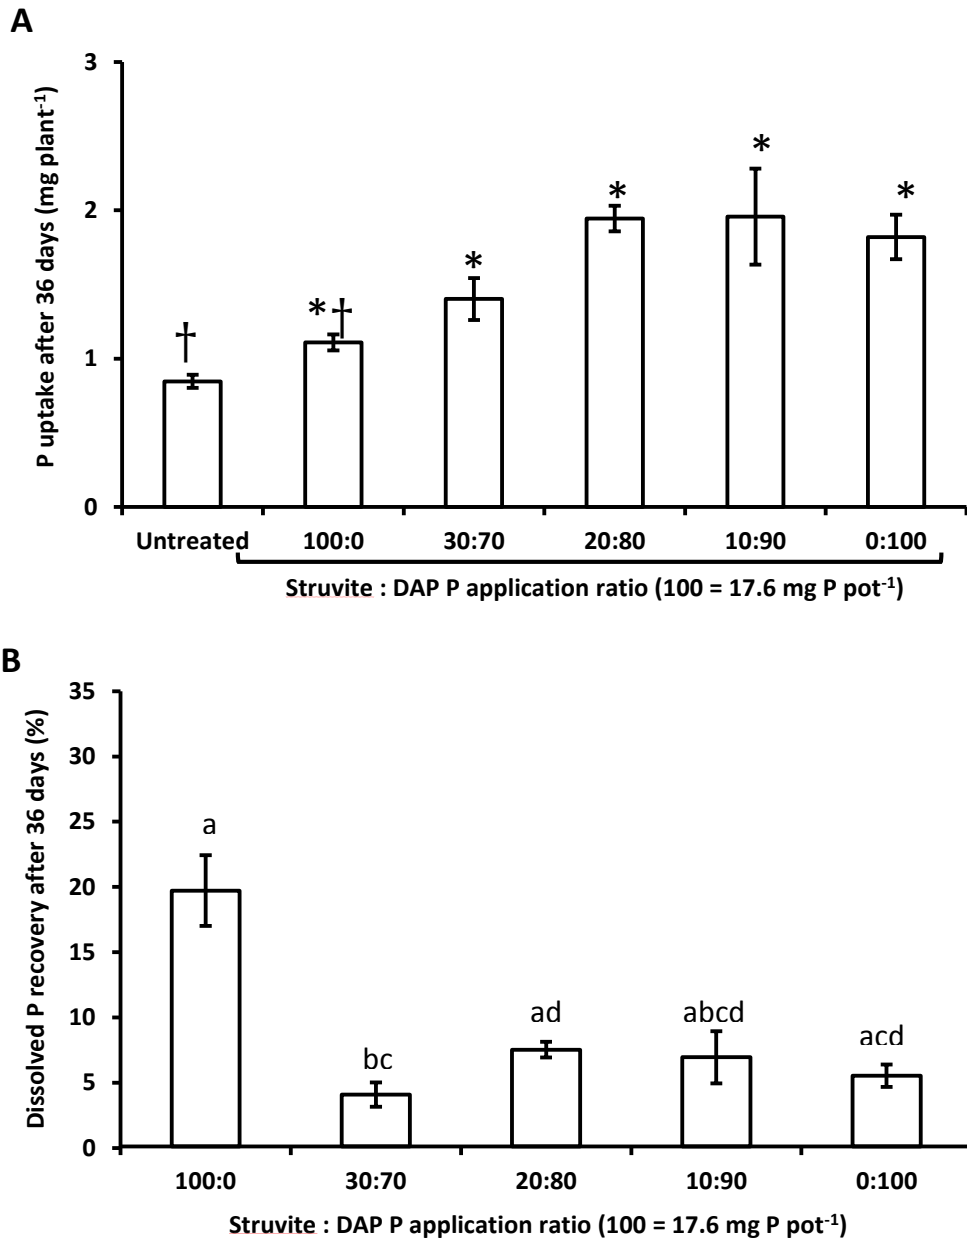 A
P uptake after 36 days (mg plant⁻¹)
3
2
1
0
†
*†
*
*
*
*
Untreated 100:0 30:70 20:80 10:90 0:100
Struvite : DAP P application ratio (100 = 17.6 mg P pot⁻¹)
B
Dissolved P recovery after 36 days (%)
35
30
25
20
15
10
5
0
a
bc
ad
abcd
acd
100:0 30:70 20:80 10:90 0:100
Struvite : DAP P application ratio (100 = 17.6 mg P pot⁻¹)